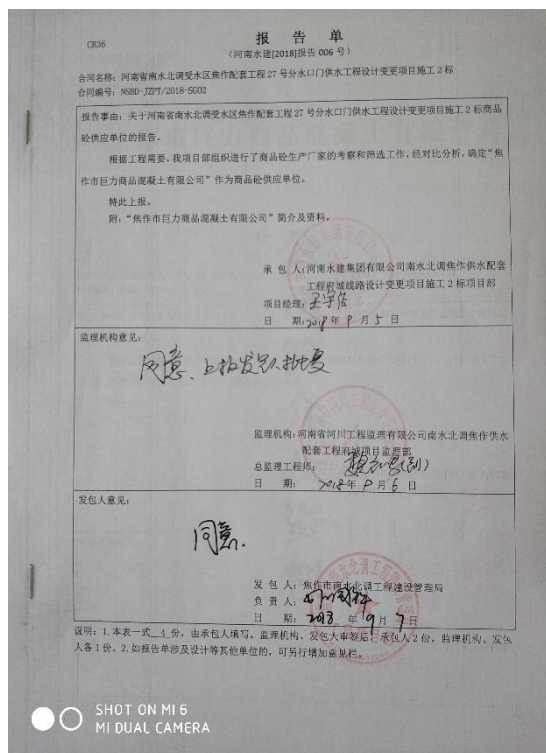 CB36
报 告 单
（河南水建[2018]报告 006 号）
合同名称：河南省南水北调受水区焦作配套工程 27 号分水口门供水工程设计变更项目施工 2 标
合同编号：NSBD-JZPT/2018-SG02
报告事由：关于河南省南水北调受水区焦作配套工程 27 号分水口门供水工程设计变更项目施工 2 标商品
砼供应单位的报告。
根据工程需要，我项目部组织进行了商品砼生产厂家的考察和筛选工作，经对比分析，确定“焦
作市巨力商品混凝土有限公司”作为商品砼供应单位。
特此上报。
附：“焦作市巨力商品混凝土有限公司”简介及资料。
承 包 人：河南水建集团有限公司南水北调焦作供水配套
工程府城线路设计变更项目施工 2 标项目部
项目经理：
日 期：2018 年 9 月 5 日
监理机构意见：
同意、上报发包人批复
监理机构：河南省河川工程监理有限公司南水北调焦作供水
配套工程府城项目监理部
总监理工程师：
日 期：2018 年 9 月 6 日
发包人意见：
同意.
发 包 人：焦作市南水北调工程建设管理局
负 责 人：
日 期：2018 年 9 月 7 日
说明：1.本表一式 4 份，由承包人填写。监理机构、发包人审签后，承包人 2 份，监理机构、发包
人各 1 份。2.如报告单涉及设计等其他单位的，可另行增加意见栏。
SHOT ON MI 6
MI DUAL CAMERA